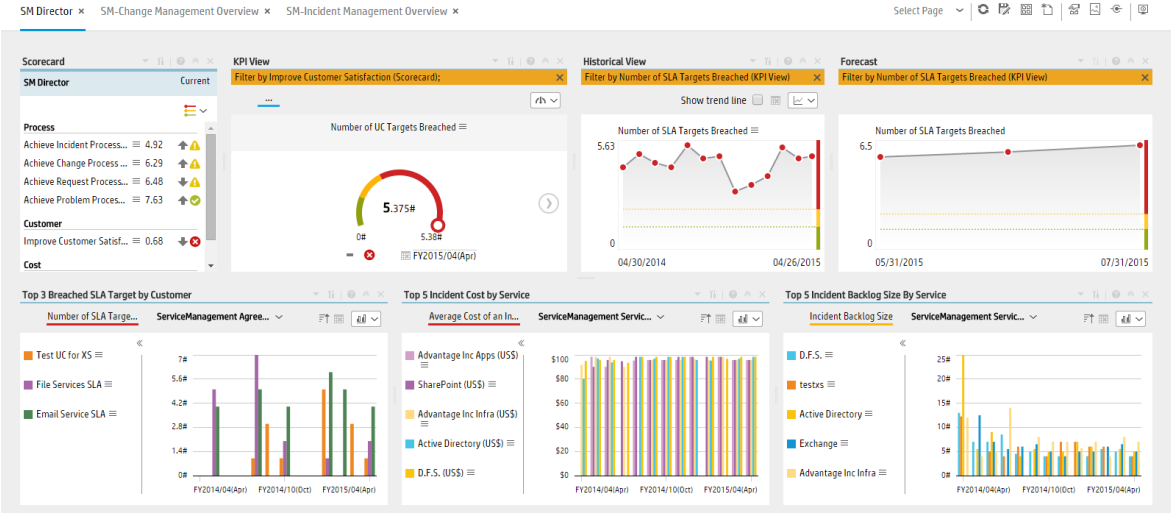 SM Director × SM-Change Management Overview × SM-Incident Management Overview × Select Page
Scorecard
SM Director Current
Process
Achieve Incident Process... 4.92
Achieve Change Process ... 6.29
Achieve Request Process... 6.48
Achieve Problem Proces... 7.63
Customer
Improve Customer Satisf... 0.68
Cost
KPI View
Filter by Improve Customer Satisfaction (Scorecard); ×
...
Number of UC Targets Breached
5.375#
0# 5.38#
FY2015/04(Apr)
Historical View
Filter by Number of SLA Targets Breached (KPI View) ×
Show trend line
Number of SLA Targets Breached
5.63
0
04/30/2014 04/26/2015
Forecast
Filter by Number of SLA Targets Breached (KPI View) ×
Number of SLA Targets Breached
6.5
0
05/31/2015 07/31/2015
Top 3 Breached SLA Target by Customer
Number of SLA Targe... ServiceManagement Agree...
Test UC for XS
File Services SLA
Email Service SLA
7#
5.6#
4.2#
2.8#
1.4#
0#
FY2014/04(Apr) FY2014/10(Oct) FY2015/04(Apr)
Top 5 Incident Cost by Service
Average Cost of an In... ServiceManagement Servic...
Advantage Inc Apps (US$)
SharePoint (US$)
Advantage Inc Infra (US$)
Active Directory (US$)
D.F.S. (US$)
$100
$80
$60
$40
$20
$0
FY2014/04(Apr) FY2014/10(Oct) FY2015/04(Apr)
Top 5 Incident Backlog Size By Service
Incident Backlog Size ServiceManagement Servic...
D.F.S.
testxs
Active Directory
Exchange
Advantage Inc Infra
25#
20#
15#
10#
5#
0#
FY2014/04(Apr) FY2014/10(Oct) FY2015/04(Apr)